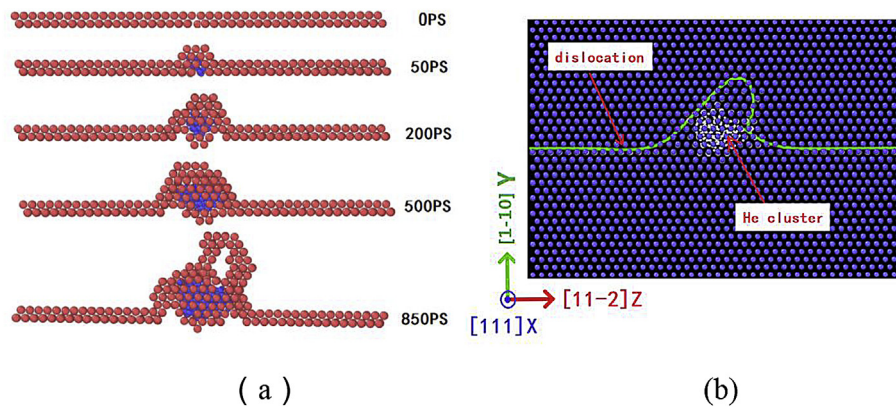 0PS
50PS
200PS
500PS
850PS
dislocation
He cluster
[1-10] Y
[11-2]Z
[111]X
( a )
(b)